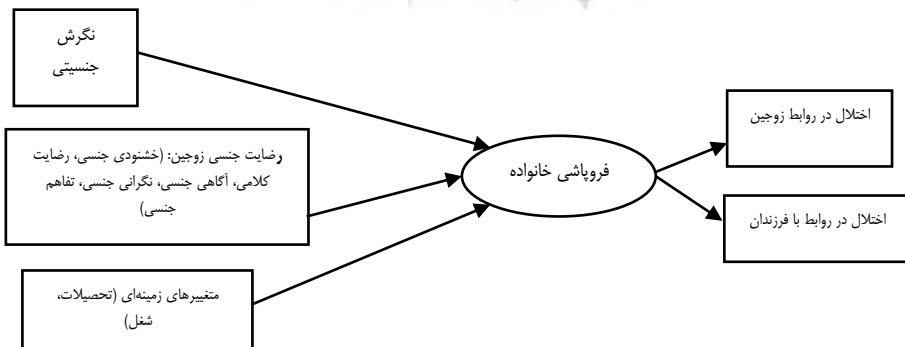 نگرش
جنسیتی
رضایت جنسی زوجین: (خشنودی جنسی، رضایت
کلامی، آگاهی جنسی، نگرانی جنسی، تفاهم
جنسی)
متغییرهای زمینه‌ای (تحصیلات،
شغل)
فروپاشی خانواده
اختلال در روابط زوجین
اختلال در روابط با فرزندان